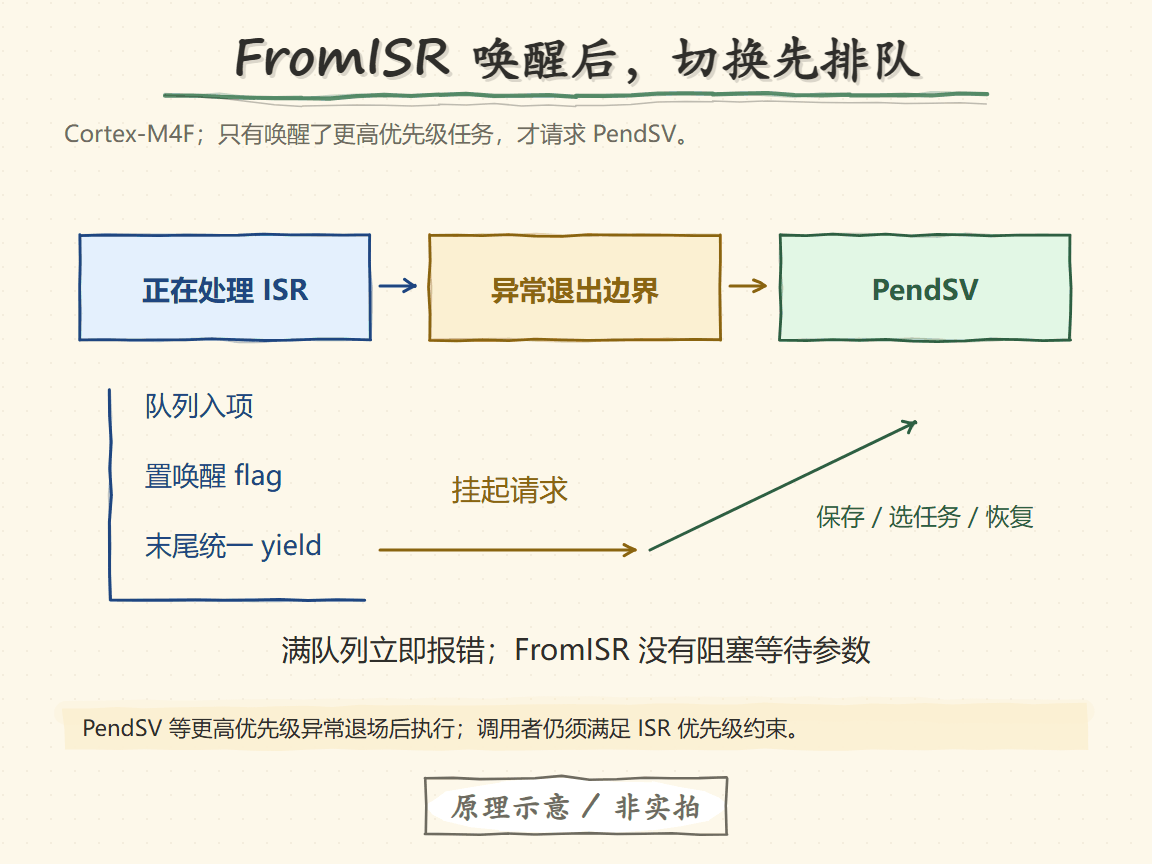 FromISR 唤醒后，切换先排队
Cortex-M4F；只有唤醒了更高优先级任务，才请求 PendSV。
正在处理 ISR
异常退出边界
PendSV
队列入项
置唤醒 flag
挂起请求
保存 / 选任务 / 恢复
末尾统一 yield
满队列立即报错；FromISR 没有阻塞等待参数
PendSV 等更高优先级异常退场后执行；调用者仍须满足 ISR 优先级约束。
原理示意 / 非实拍